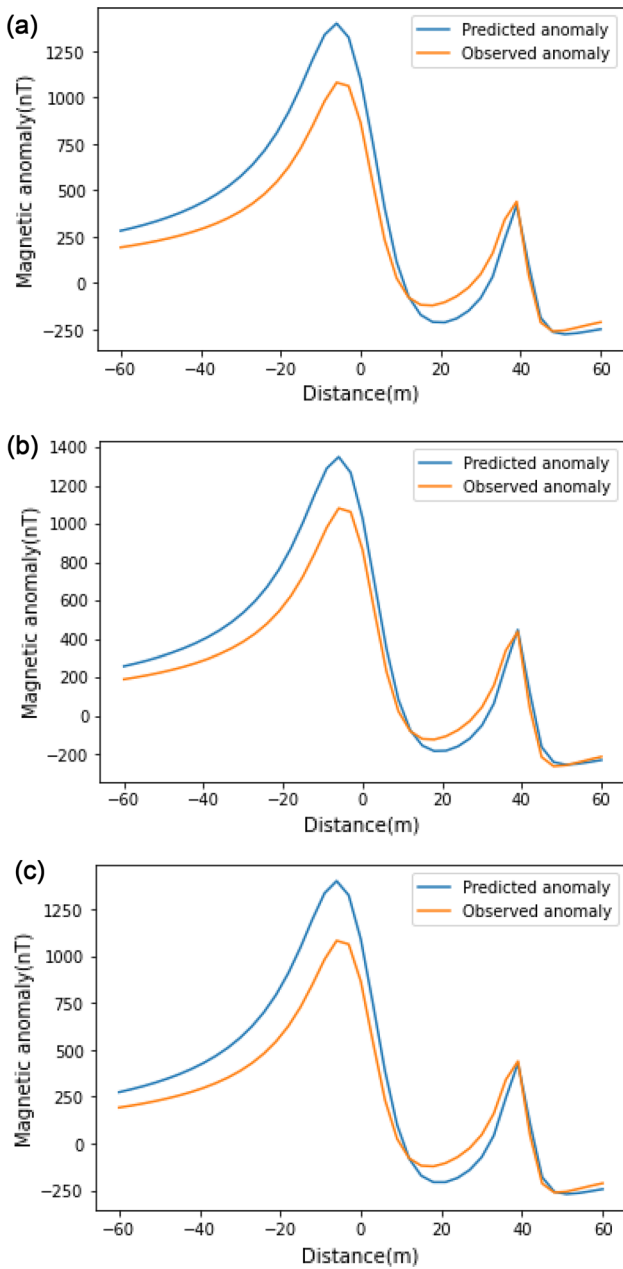 (a)
Predicted anomaly
Observed anomaly
Magnetic anomaly(nT)
1250
1000
750
500
250
0
−250
−60 −40 −20 0 20 40 60
Distance(m)
(b)
Predicted anomaly
Observed anomaly
Magnetic anomaly(nT)
1400
1200
1000
800
600
400
200
0
−200
−60 −40 −20 0 20 40 60
Distance(m)
(c)
Predicted anomaly
Observed anomaly
Magnetic anomaly(nT)
1250
1000
750
500
250
0
−250
−60 −40 −20 0 20 40 60
Distance(m)